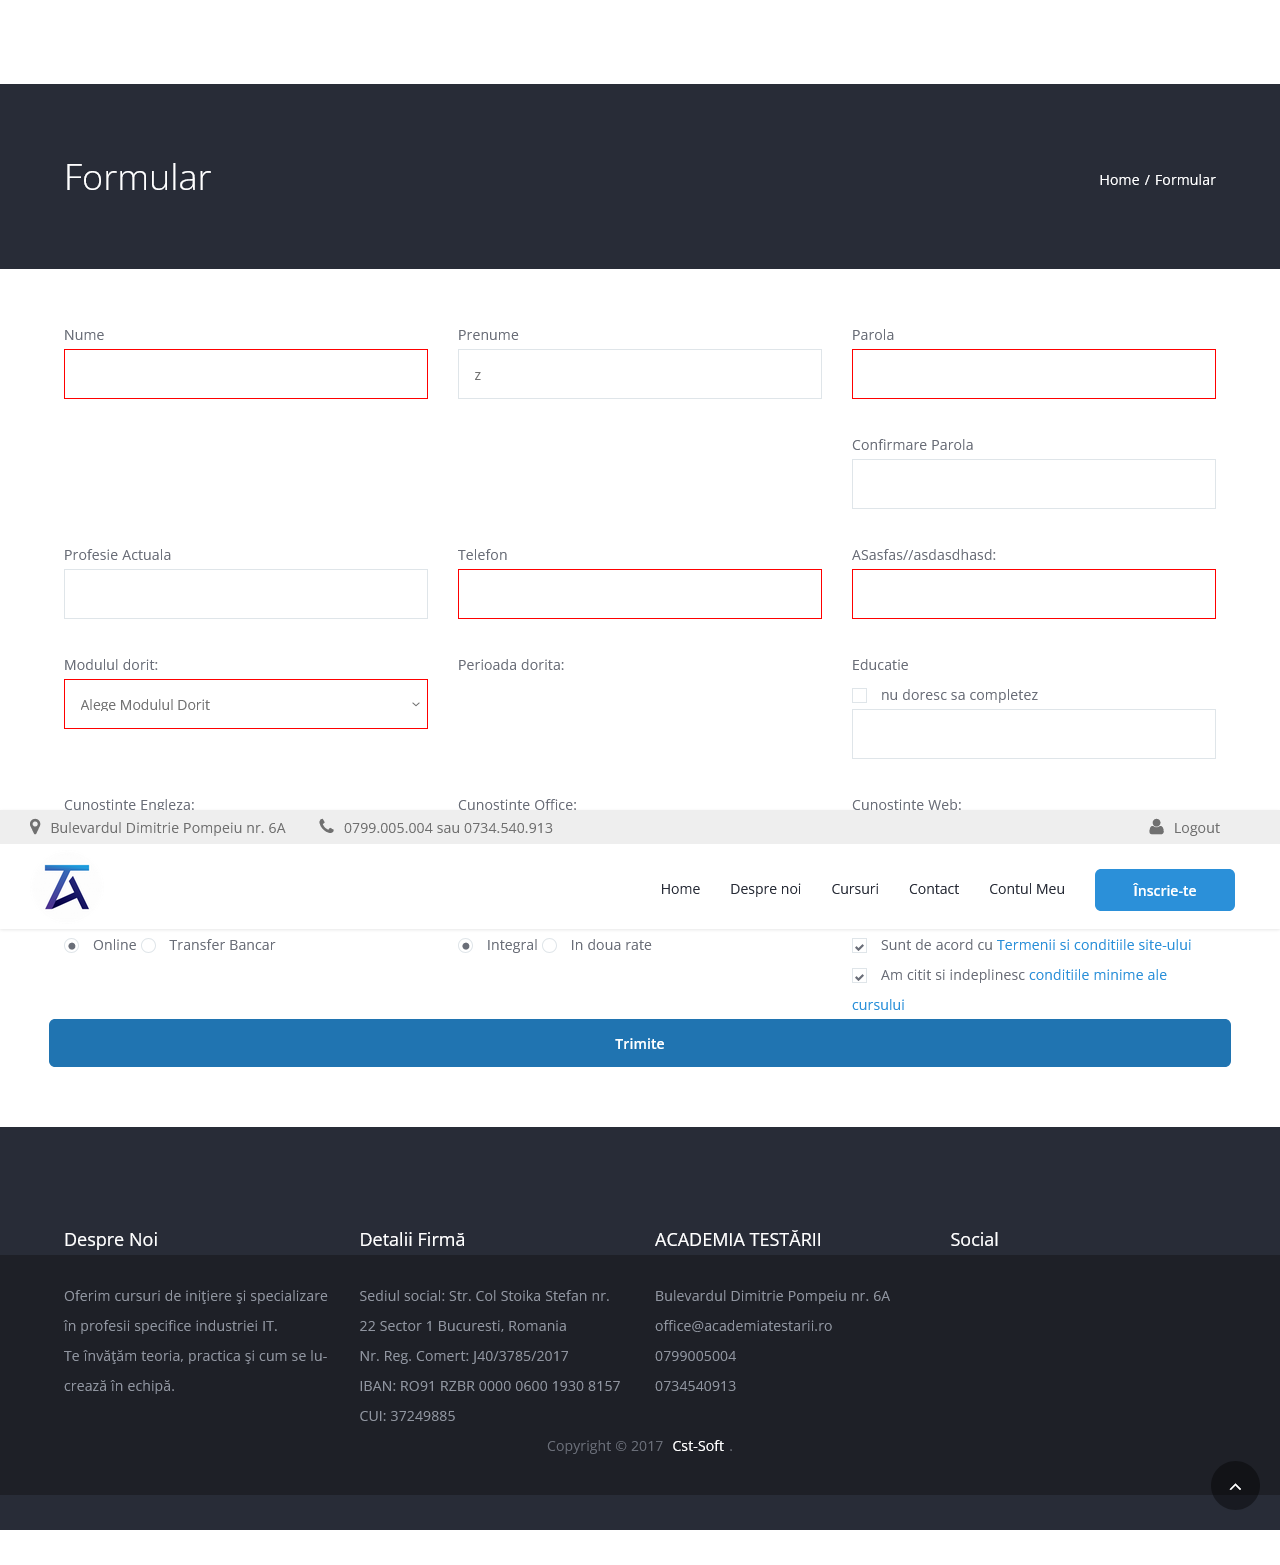 Formular
Home / Formular
Nume
Prenume
Parola
z
Confirmare Parola
Profesie Actuala
Telefon
ASasfas//asdasdhasd:
Modulul dorit:
Perioada dorita:
Educatie
Alege Modulul Dorit
nu doresc sa completez
Cunostinte Engleza:
Cunostinte Office:
Cunostinte Web:
Bulevardul Dimitrie Pompeiu nr. 6A
0799.005.004 sau 0734.540.913
Logout
TA
Home
Despre noi
Cursuri
Contact
Contul Meu
Înscrie-te
Online
Transfer Bancar
Integral
In doua rate
Sunt de acord cu Termenii si conditiile site-ului
Am citit si indeplinesc conditiile minime ale
cursului
Trimite
Despre Noi
Oferim cursuri de inițiere și specializare
în profesii specifice industriei IT.
Te învățăm teoria, practica și cum se lu-
crează în echipă.
Detalii Firmă
Sediul social: Str. Col Stoika Stefan nr.
22 Sector 1 Bucuresti, Romania
Nr. Reg. Comert: J40/3785/2017
IBAN: RO91 RZBR 0000 0600 1930 8157
CUI: 37249885
ACADEMIA TESTĂRII
Bulevardul Dimitrie Pompeiu nr. 6A
office@academiatestarii.ro
0799005004
0734540913
Social
Copyright © 2017 Cst-Soft .